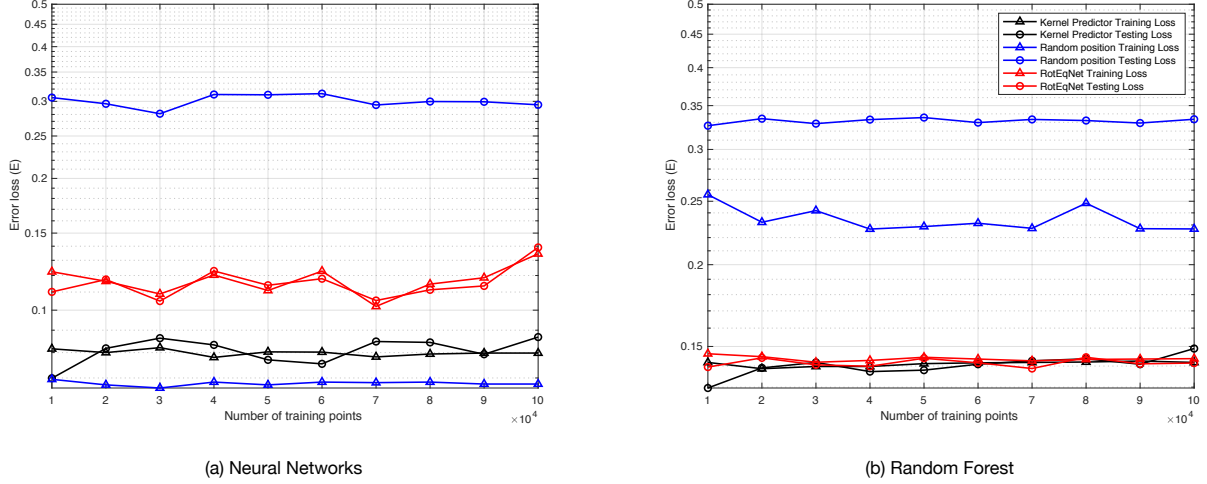 0.5
0.45
0.4
0.35
0.3
0.25
0.2
0.15
0.1
Error loss (E)
1 2 3 4 5 6 7 8 9 10
Number of training points
×10^4
(a) Neural Networks
0.5
0.45
0.4
0.35
0.3
0.25
0.2
0.15
Error loss (E)
Kernel Predictor Training Loss
Kernel Predictor Testing Loss
Random position Training Loss
Random position Testing Loss
RotEqNet Training Loss
RotEqNet Testing Loss
1 2 3 4 5 6 7 8 9 10
Number of training points
×10^4
(b) Random Forest